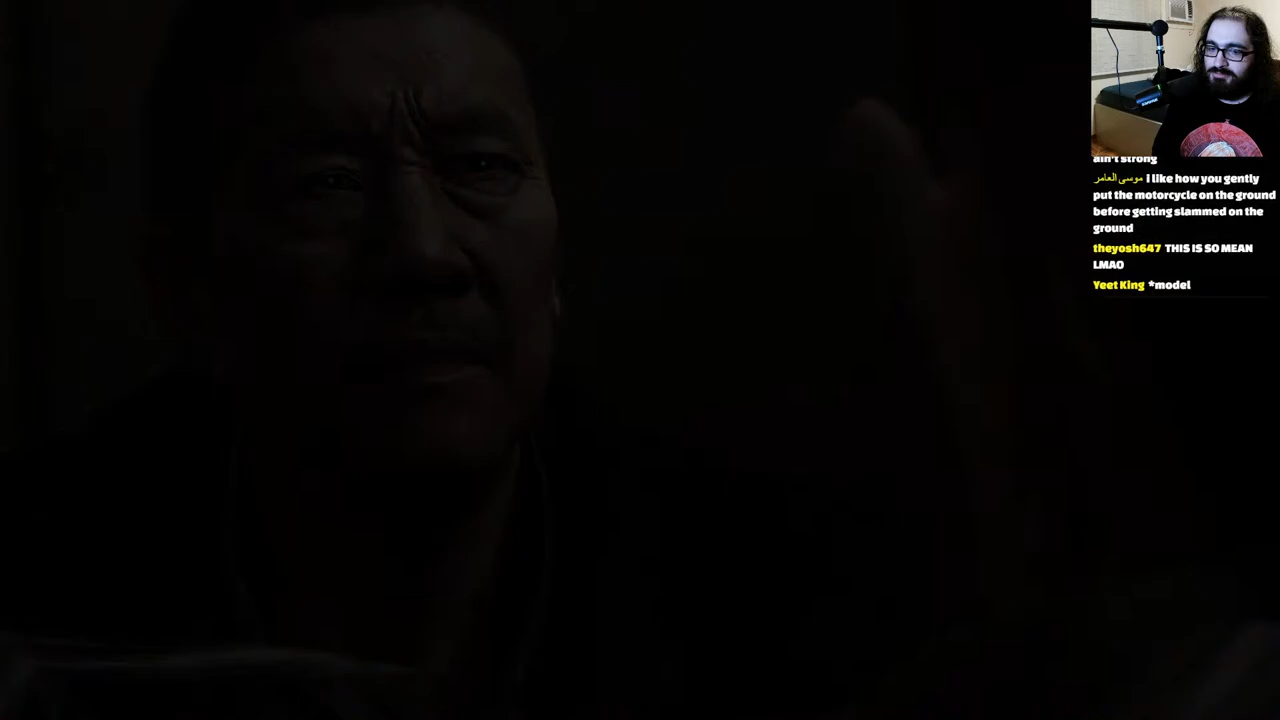 ain't strong
موسى العامر I like how you gently
put the motorcycle on the ground
before getting slammed on the
ground
theyosh647 THIS IS SO MEAN
LMAO
Yeet King *model